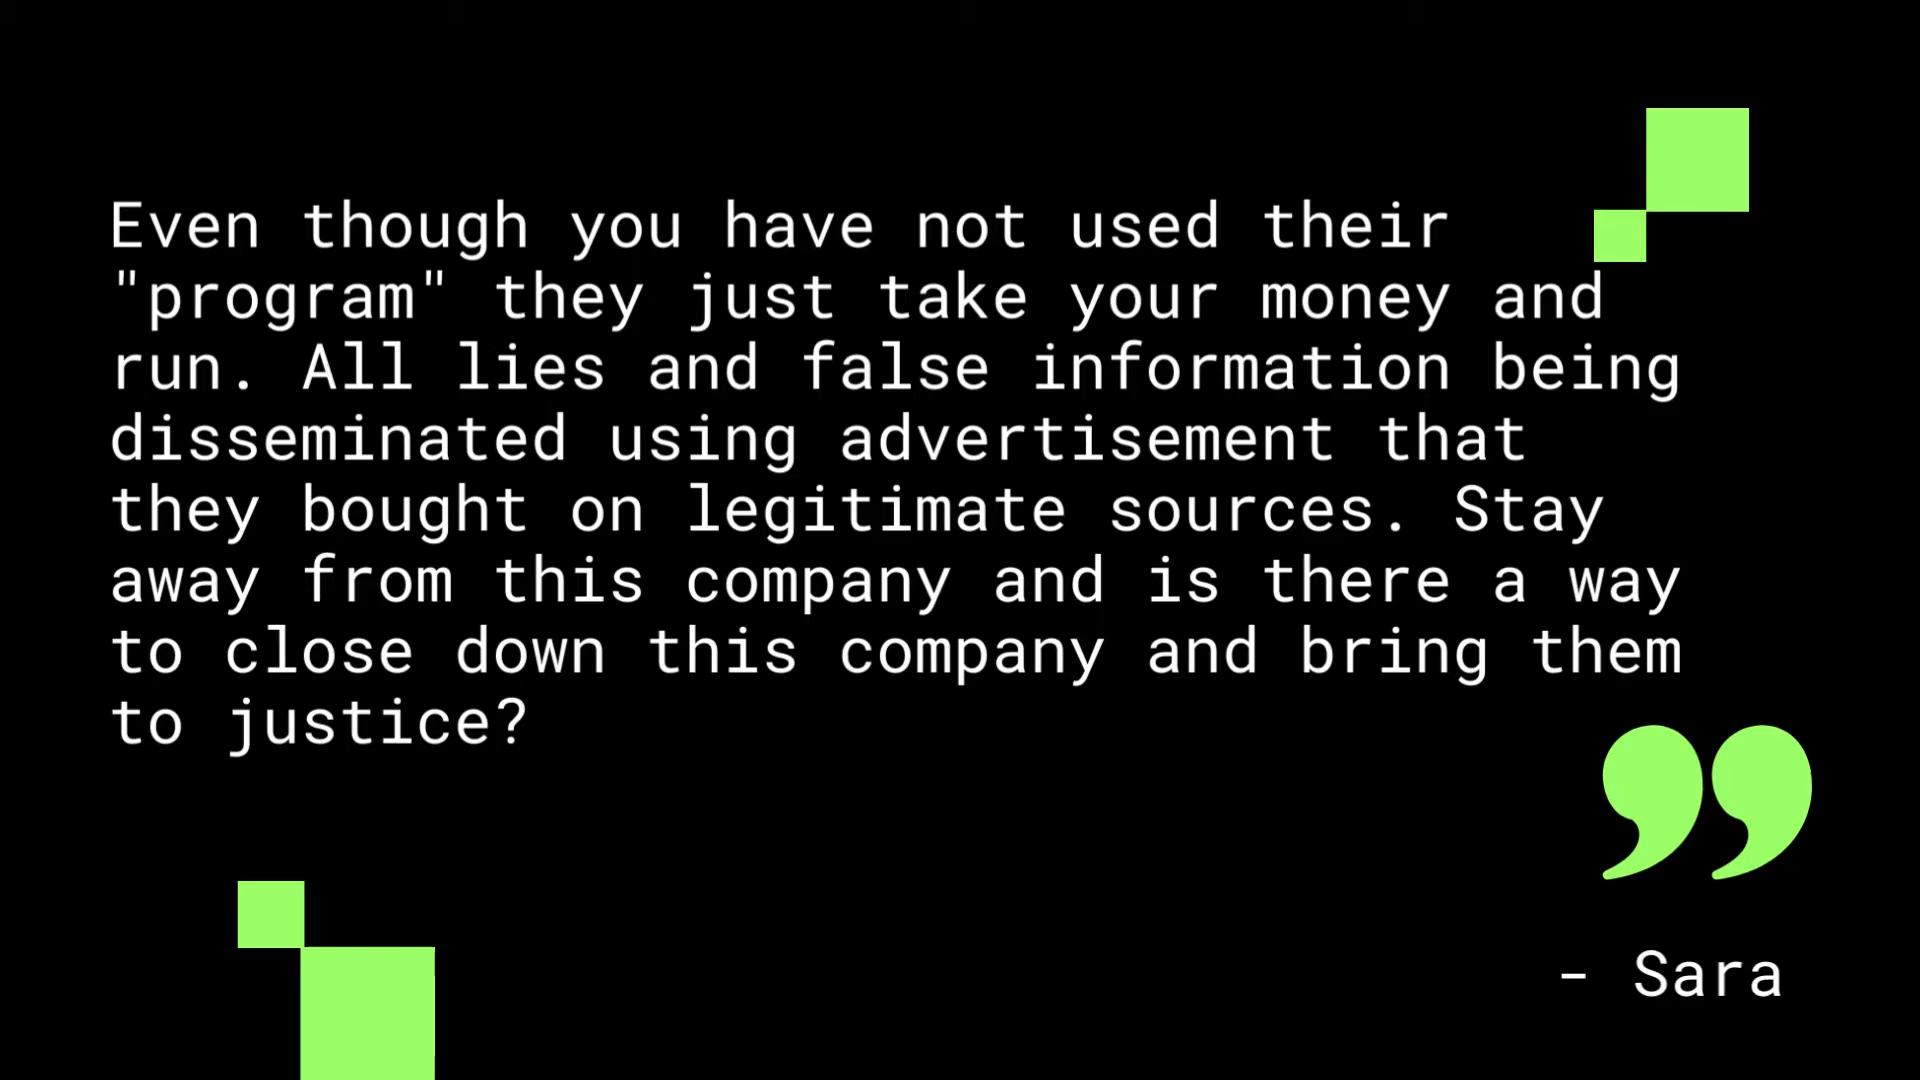 Even though you have not used their
"program" they just take your money and
run. All lies and false information being
disseminated using advertisement that
they bought on legitimate sources. Stay
away from this company and is there a way
to close down this company and bring them
to justice?
”
- Sara